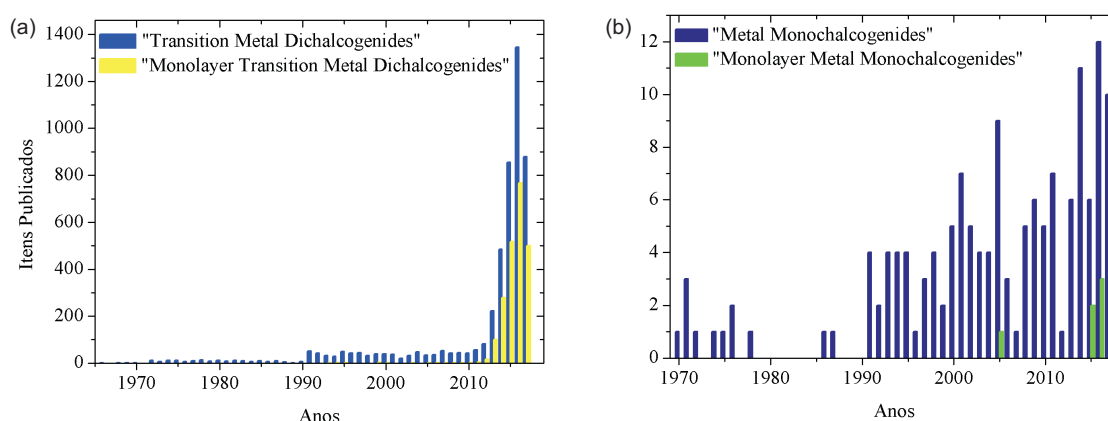 (a)
"Transition Metal Dichalcogenides"
"Monolayer Transition Metal Dichalcogenides"
1400
1200
1000
800
600
400
200
0
Itens Publicados
1970
1980
1990
2000
2010
Anos
(b)
"Metal Monochalcogenides"
"Monolayer Metal Monochalcogenides"
12
10
8
6
4
2
0
1970
1980
1990
2000
2010
Anos